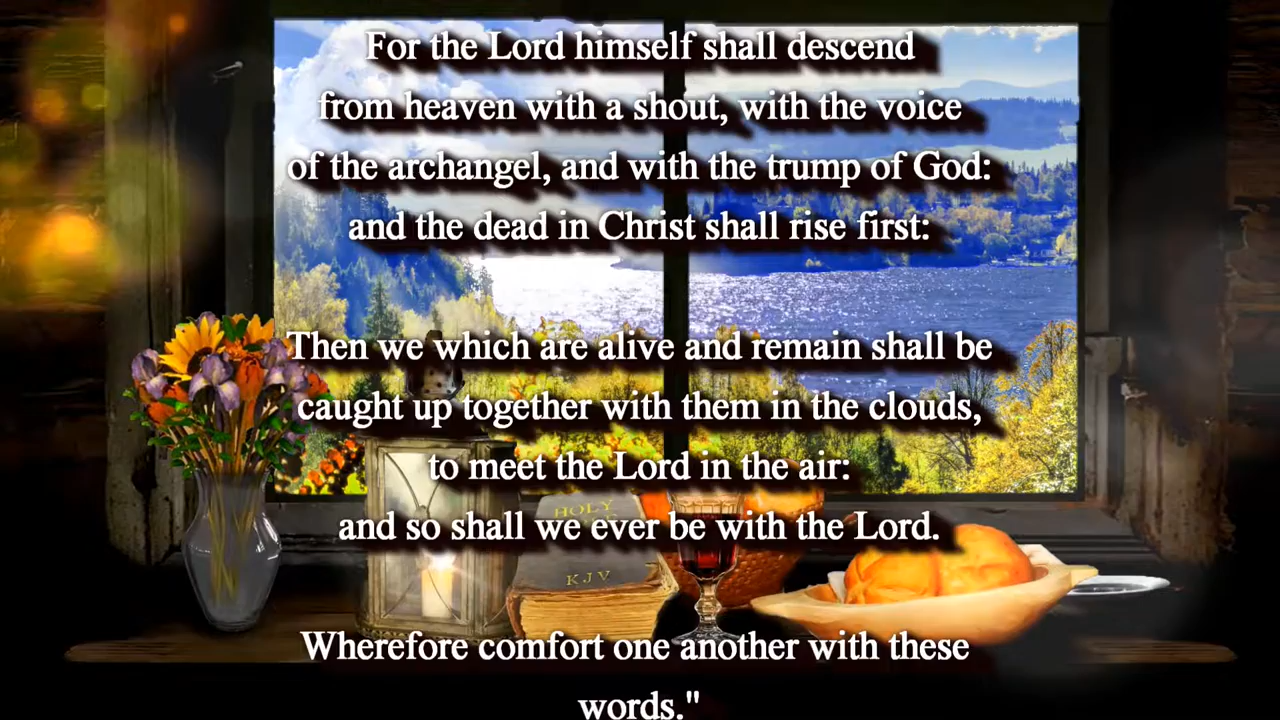 For the Lord himself shall descend
from heaven with a shout, with the voice
of the archangel, and with the trump of God:
and the dead in Christ shall rise first:
Then we which are alive and remain shall be
caught up together with them in the clouds,
to meet the Lord in the air:
and so shall we ever be with the Lord.
Wherefore comfort one another with these
words."
HOLY
KJV